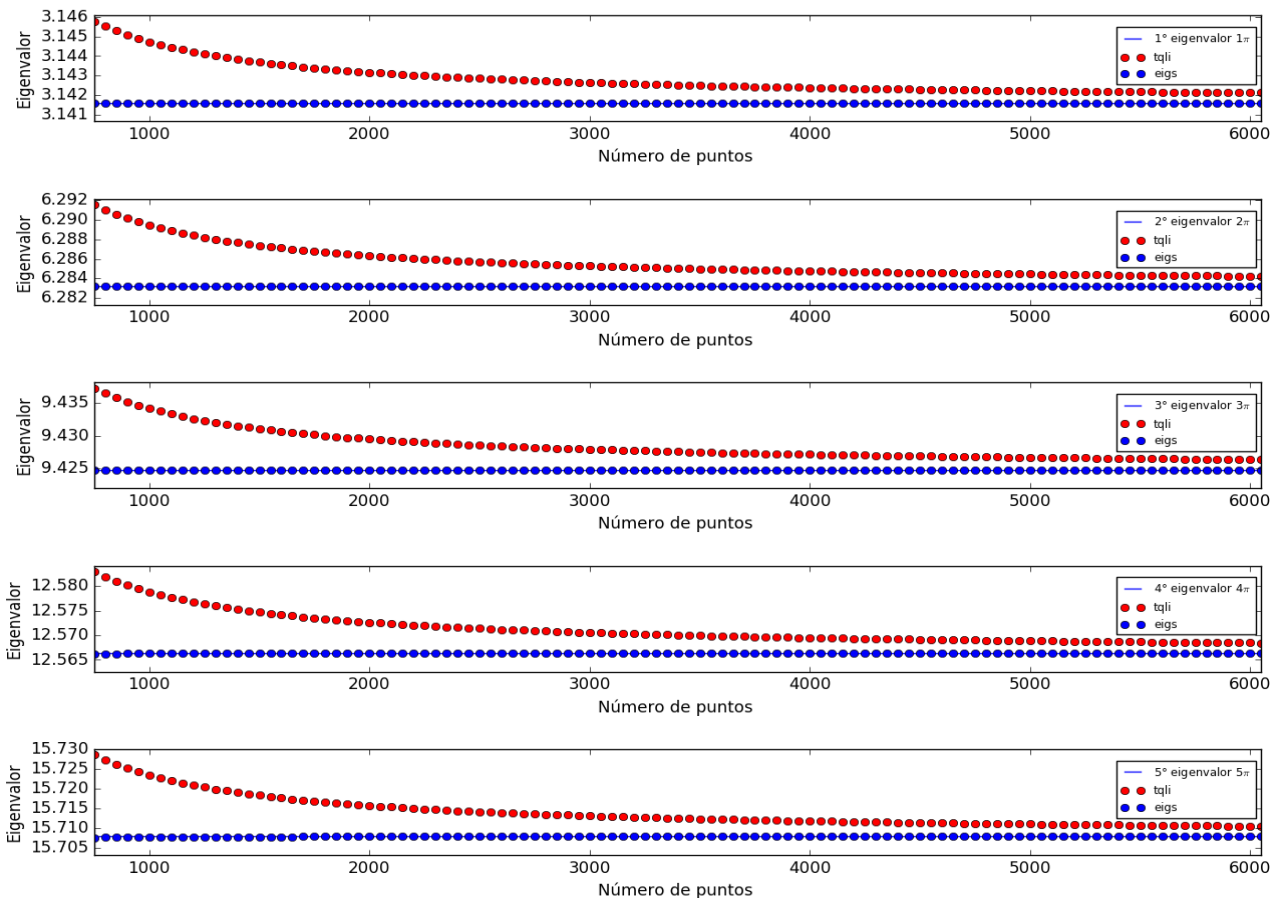 3.146
3.145
3.144
3.143
3.142
3.141
Eigenvalor
1° eigenvalor 1π
tqli
eigs
1000 2000 3000 4000 5000 6000
Número de puntos
6.292
6.290
6.288
6.286
6.284
6.282
Eigenvalor
2° eigenvalor 2π
tqli
eigs
1000 2000 3000 4000 5000 6000
Número de puntos
9.435
9.430
9.425
Eigenvalor
3° eigenvalor 3π
tqli
eigs
1000 2000 3000 4000 5000 6000
Número de puntos
12.580
12.575
12.570
12.565
Eigenvalor
4° eigenvalor 4π
tqli
eigs
1000 2000 3000 4000 5000 6000
Número de puntos
15.730
15.725
15.720
15.715
15.710
15.705
Eigenvalor
5° eigenvalor 5π
tqli
eigs
1000 2000 3000 4000 5000 6000
Número de puntos